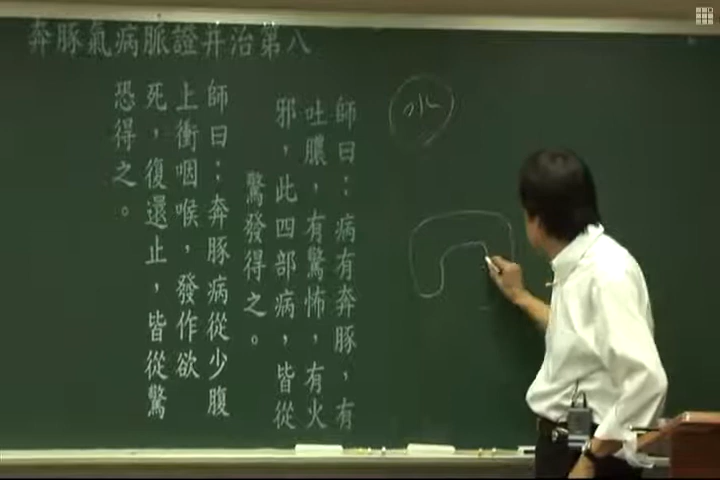 奔豚氣病脈證并治第八
師曰：病有奔豚，有
吐膿，有驚怖，有火
邪，此四部病，皆從
驚發得之。
師曰：奔豚病從少腹
上衝咽喉，發作欲
死，復還止，皆從驚
恐得之。
水